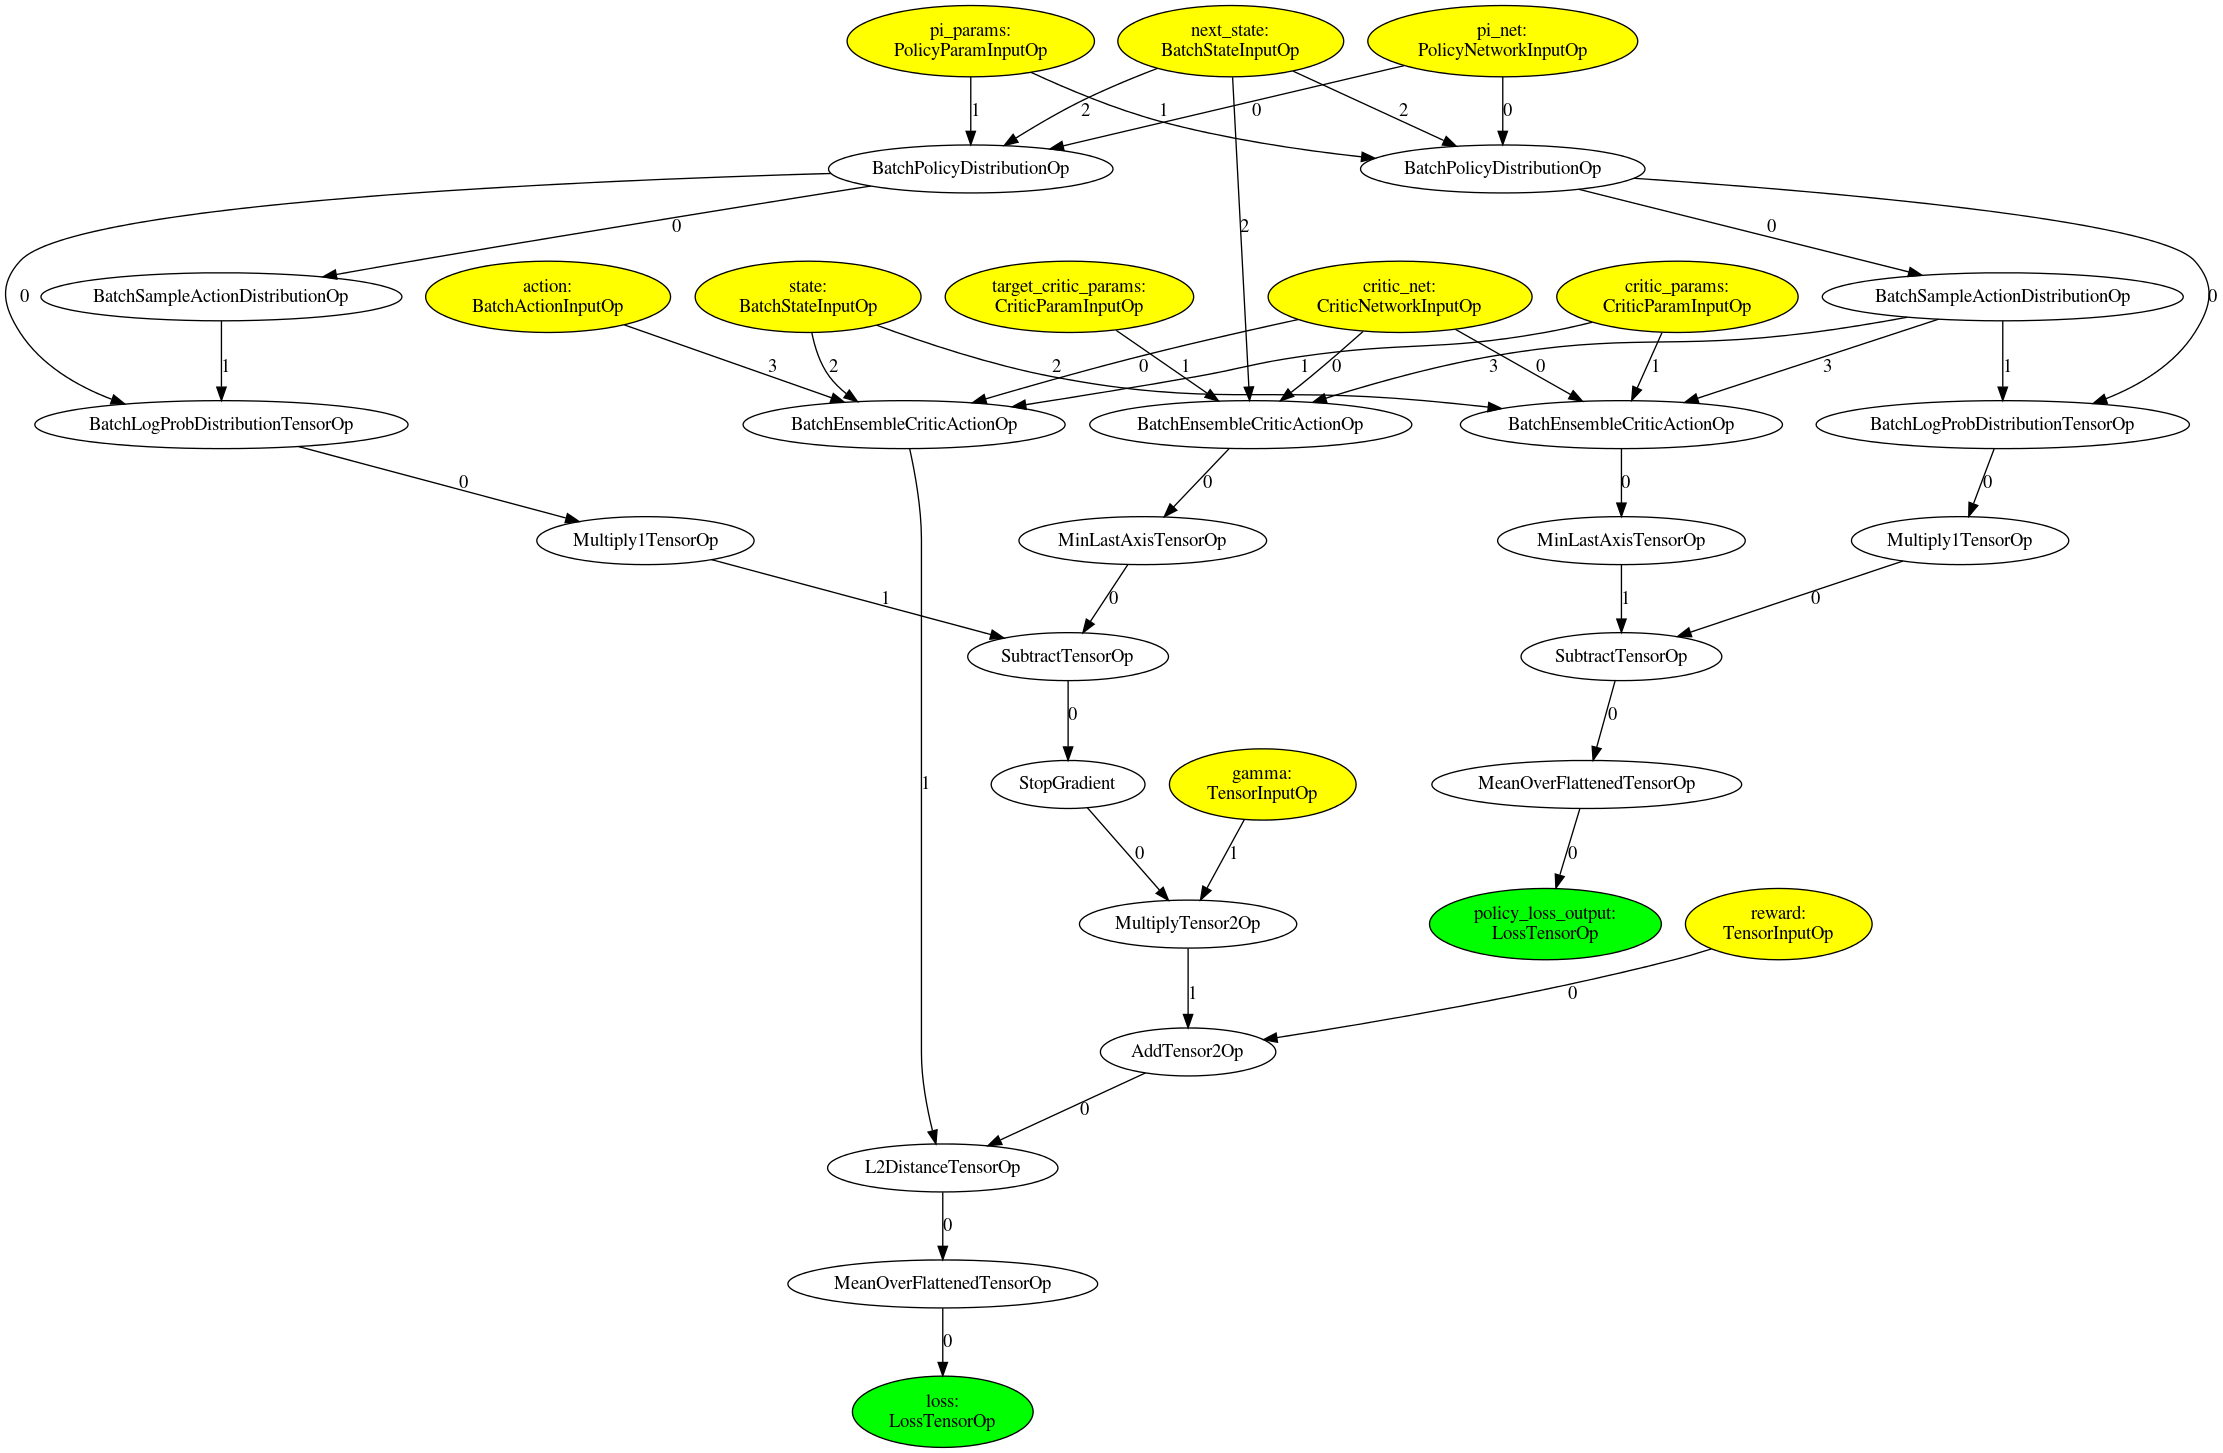 pi_params:
PolicyParamInputOp
next_state:
BatchStateInputOp
pi_net:
PolicyNetworkInputOp
1
2
1
0
2
0
BatchPolicyDistributionOp
BatchPolicyDistributionOp
0
2
0
0
BatchSampleActionDistributionOp
action:
BatchActionInputOp
state:
BatchStateInputOp
target_critic_params:
CriticParamInputOp
critic_net:
CriticNetworkInputOp
critic_params:
CriticParamInputOp
BatchSampleActionDistributionOp
0
0
1
3
2
2
0
1
1
0
3
0
1
3
1
BatchLogProbDistributionTensorOp
BatchEnsembleCriticActionOp
BatchEnsembleCriticActionOp
BatchEnsembleCriticActionOp
BatchLogProbDistributionTensorOp
0
0
0
0
Multiply1TensorOp
MinLastAxisTensorOp
MinLastAxisTensorOp
Multiply1TensorOp
1
0
1
0
SubtractTensorOp
SubtractTensorOp
0
0
StopGradient
gamma:
TensorInputOp
MeanOverFlattenedTensorOp
1
0
1
0
MultiplyTensor2Op
policy_loss_output:
LossTensorOp
reward:
TensorInputOp
1
0
AddTensor2Op
0
L2DistanceTensorOp
0
MeanOverFlattenedTensorOp
0
loss:
LossTensorOp